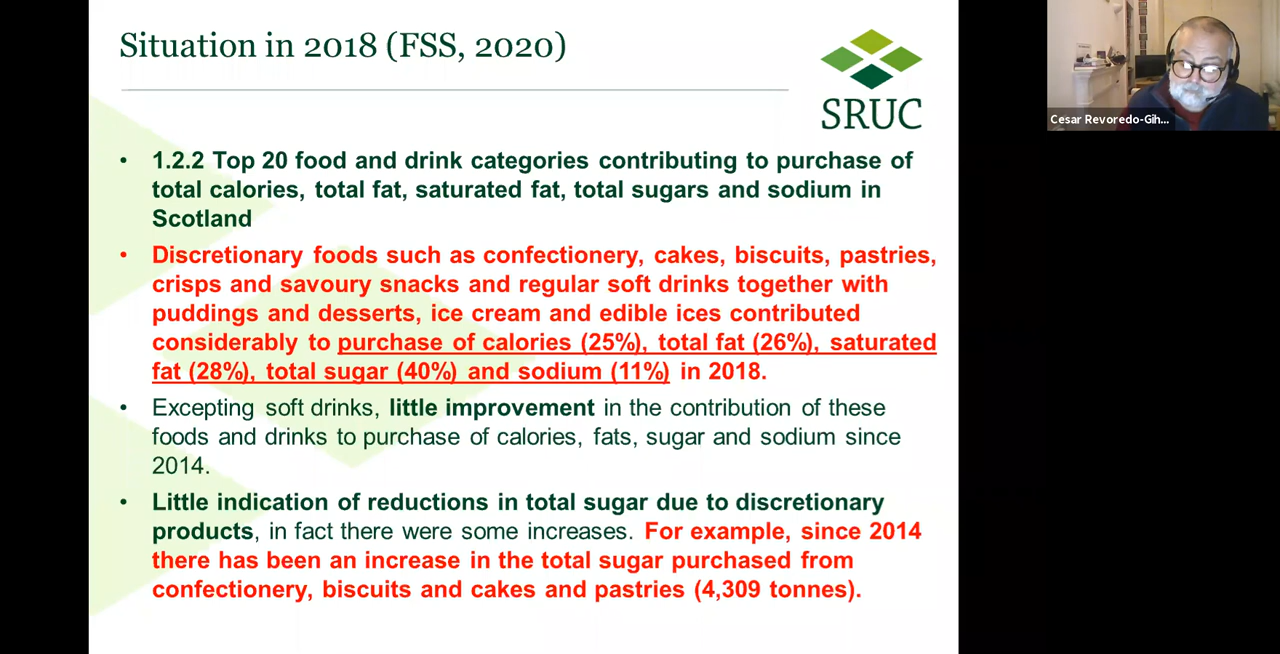 Situation in 2018 (FSS, 2020)
SRUC
Cesar Revoredo-Gih...
• 1.2.2 Top 20 food and drink categories contributing to purchase of
total calories, total fat, saturated fat, total sugars and sodium in
Scotland
• Discretionary foods such as confectionery, cakes, biscuits, pastries,
crisps and savoury snacks and regular soft drinks together with
puddings and desserts, ice cream and edible ices contributed
considerably to purchase of calories (25%), total fat (26%), saturated
fat (28%), total sugar (40%) and sodium (11%) in 2018.
• Excepting soft drinks, little improvement in the contribution of these
foods and drinks to purchase of calories, fats, sugar and sodium since
2014.
• Little indication of reductions in total sugar due to discretionary
products, in fact there were some increases. For example, since 2014
there has been an increase in the total sugar purchased from
confectionery, biscuits and cakes and pastries (4,309 tonnes).